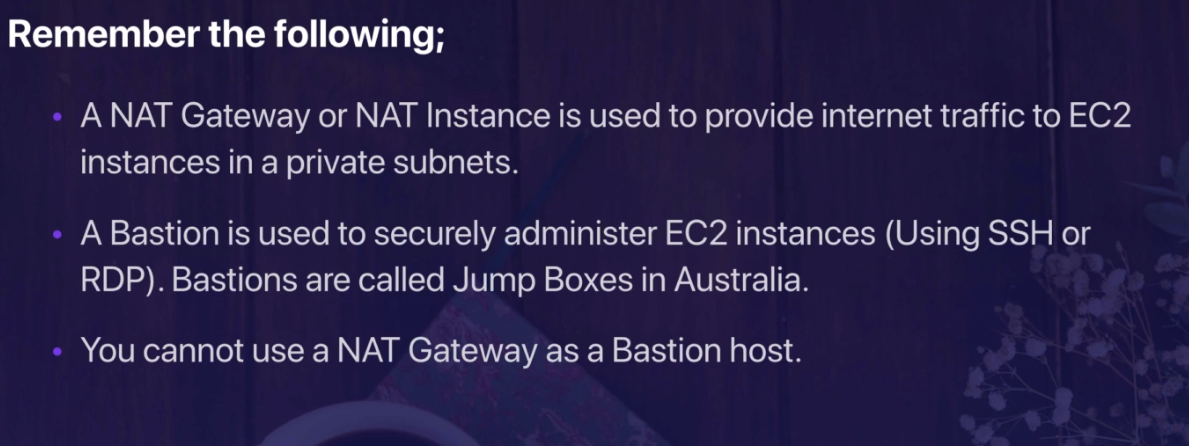 Remember the following;
• A NAT Gateway or NAT Instance is used to provide internet traffic to EC2
instances in a private subnets.
• A Bastion is used to securely administer EC2 instances (Using SSH or
RDP). Bastions are called Jump Boxes in Australia.
• You cannot use a NAT Gateway as a Bastion host.